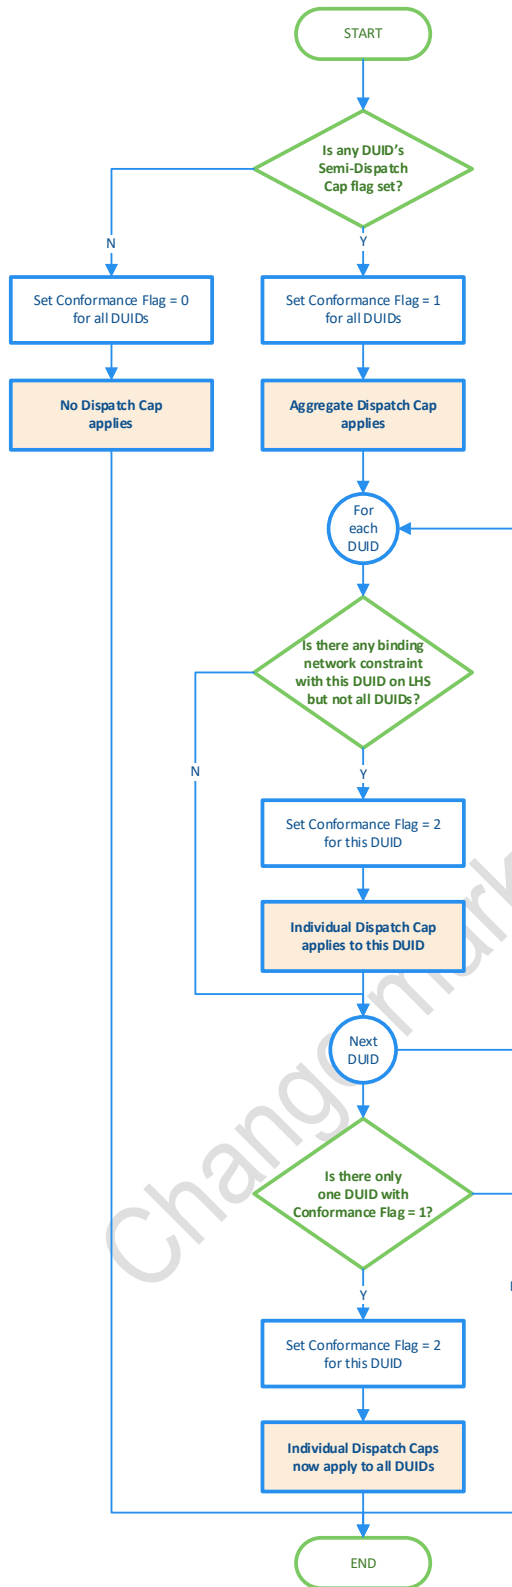 START
Is any DUID's
Semi-Dispatch
Cap flag set?
N
Y
Set Conformance Flag = 0
for all DUIDs
Set Conformance Flag = 1
for all DUIDs
No Dispatch Cap
applies
Aggregate Dispatch Cap
applies
For
each
DUID
Is there any binding
network constraint
with this DUID on LHS
but not all DUIDs?
N
Y
Set Conformance Flag = 2
for this DUID
Individual Dispatch Cap
applies to this DUID
Next
DUID
Is there only
one DUID with
Conformance Flag = 1?
Y
Set Conformance Flag = 2
for this DUID
Individual Dispatch Caps
now apply to all DUIDs
END